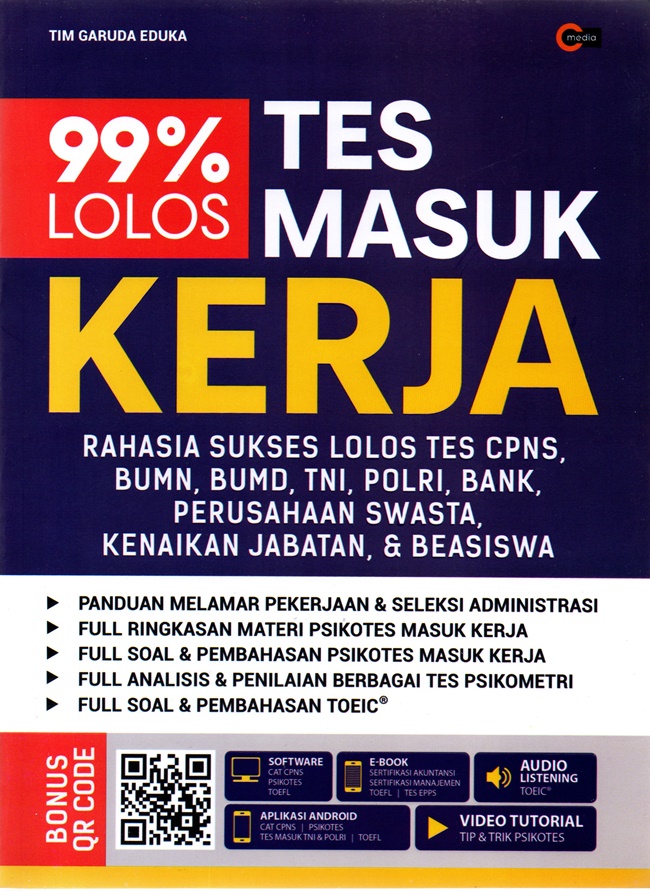 TIM GARUDA EDUKA
C media
99%
LOLOS
TES
MASUK
KERJA
RAHASIA SUKSES LOLOS TES CPNS,
BUMN, BUMD, TNI, POLRI, BANK,
PERUSAHAAN SWASTA,
KENAIKAN JABATAN, & BEASISWA
▶ PANDUAN MELAMAR PEKERJAAN & SELEKSI ADMINISTRASI
▶ FULL RINGKASAN MATERI PSIKOTES MASUK KERJA
▶ FULL SOAL & PEMBAHASAN PSIKOTES MASUK KERJA
▶ FULL ANALISIS & PENILAIAN BERBAGAI TES PSIKOMETRI
▶ FULL SOAL & PEMBAHASAN TOEIC®
BONUS
QR CODE
SOFTWARE
CAT CPNS
PSIKOTES
TOEFL
E-BOOK
SERTIFIKASI AKUNTANSI
SERTIFIKASI MANAJEMEN
TOEFL | TES EPPS
AUDIO
LISTENING
TOEIC®
APLIKASI ANDROID
CAT CPNS | PSIKOTES
TES MASUK TNI & POLRI | TOEFL
VIDEO TUTORIAL
TIP & TRIK PSIKOTES